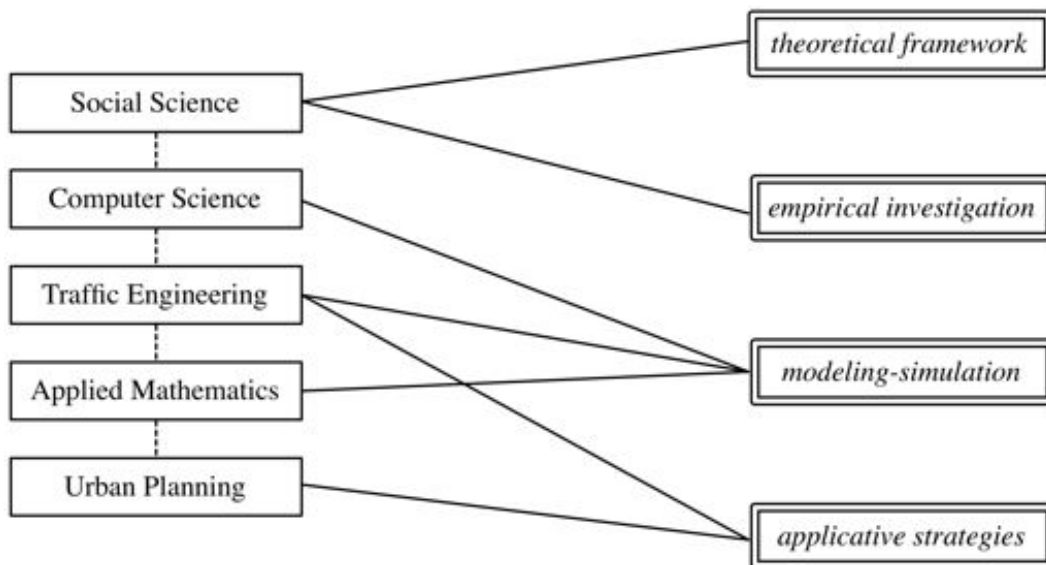 Social Science
Computer Science
Traffic Engineering
Applied Mathematics
Urban Planning
theoretical framework
empirical investigation
modeling-simulation
applicative strategies